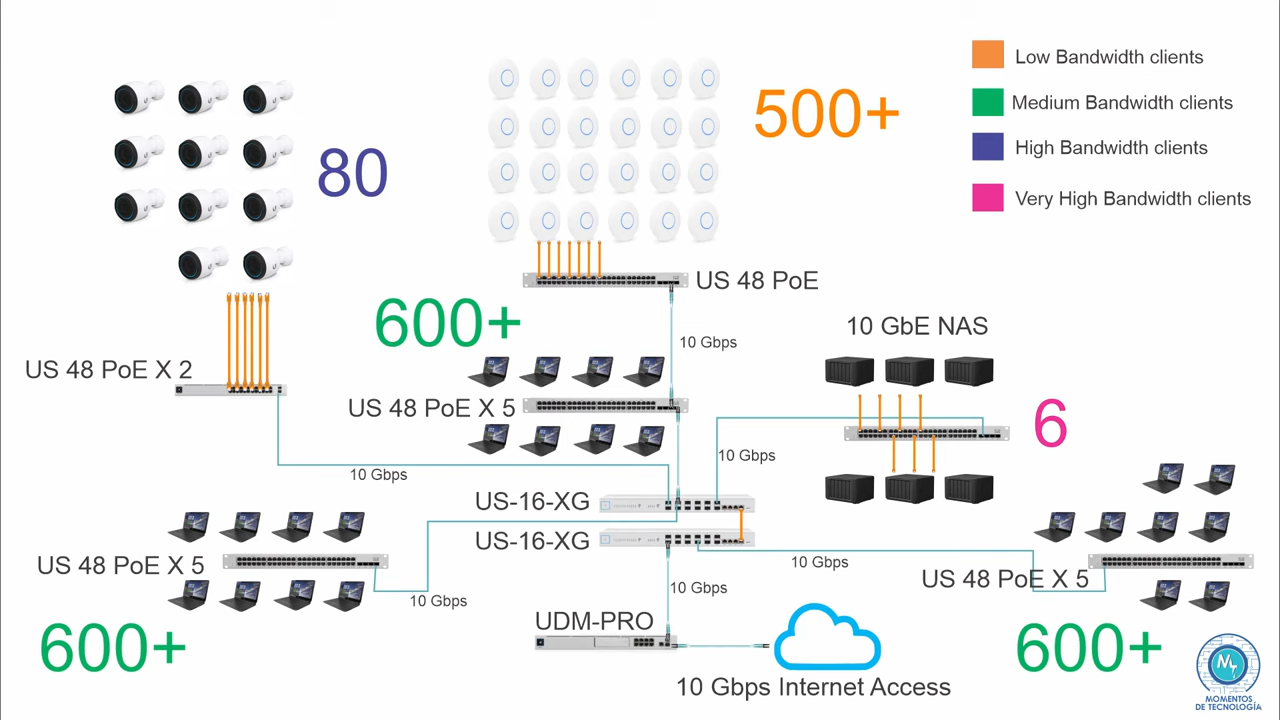 Low Bandwidth clients
Medium Bandwidth clients
High Bandwidth clients
Very High Bandwidth clients
500+
80
US 48 PoE
600+
10 GbE NAS
10 Gbps
US 48 PoE X 2
US 48 PoE X 5
6
10 Gbps
10 Gbps
US-16-XG
US-16-XG
US 48 PoE X 5
10 Gbps
US 48 PoE X 5
10 Gbps
10 Gbps
UDM-PRO
600+
600+
10 Gbps Internet Access
MT
MOMENTOS
DE TECNOLOGÍA